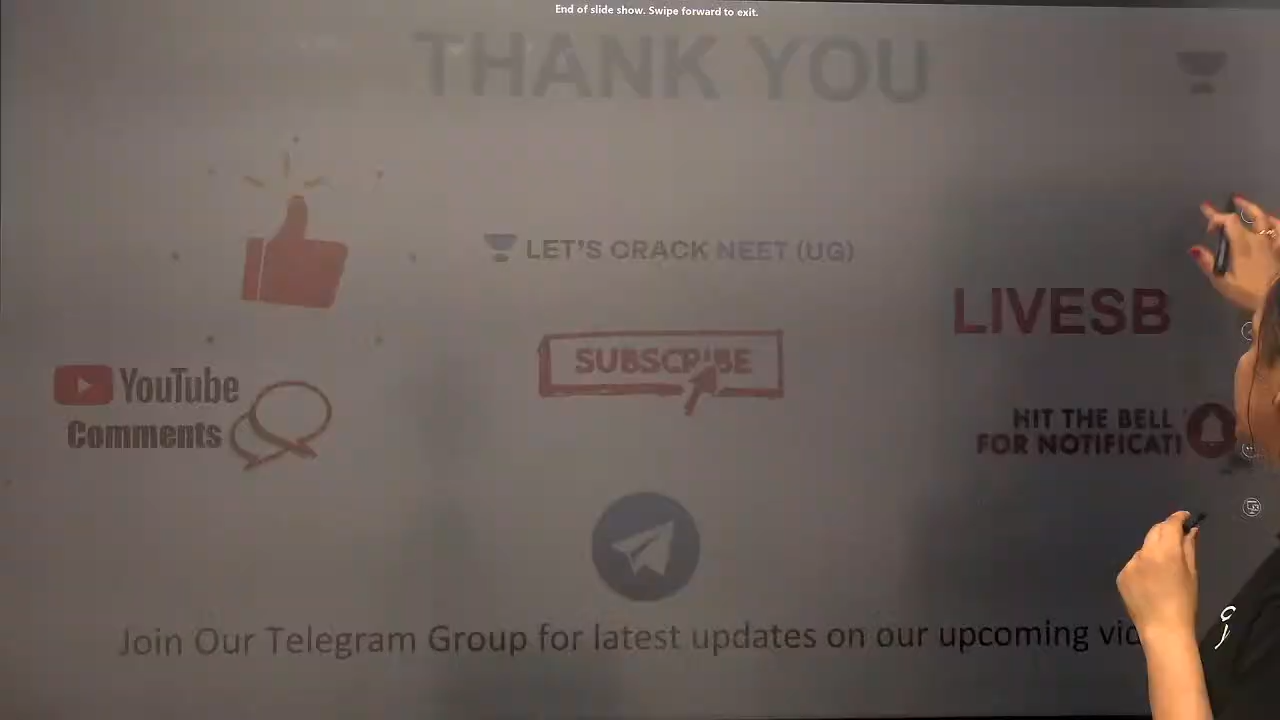 End of slide show. Swipe forward to exit.
THANK YOU
LET'S CRACK NEET (UG)
LIVESB
SUBSCRIBE
YouTube
Comments
HIT THE BELL
FOR NOTIFICATI
Join Our Telegram Group for latest updates on our upcoming vid